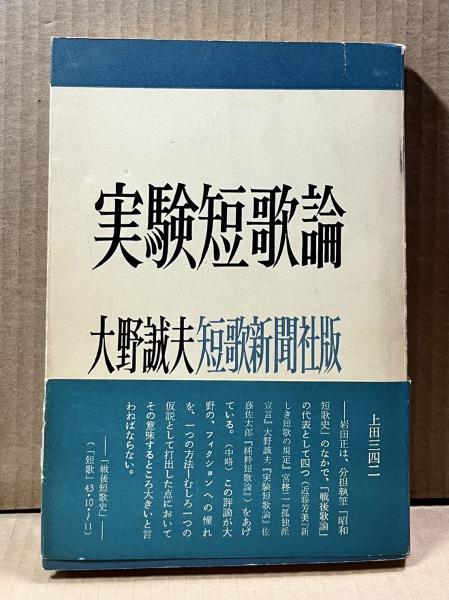 実験短歌論
大野誠夫 短歌新聞社版
上田三四二
――岩田正は、分担執筆「昭和
短歌史」のなかで、「戦後歌論」
の代表として四つ（近藤芳美『新
しき短歌の規定』宮柊二『孤独派
宣言』大野誠夫『実験短歌論』佐
藤佐太郎『純粋短歌論』）をあげ
ている。（中略）この評論が大
野の、フィクションへの憧れ
を、一つの方法―むしろ一つの
仮説として打出した点において
その意味するところ大きいと言
わねばならない。
――「戦後短歌史」――
（「短歌」43・10〜11）